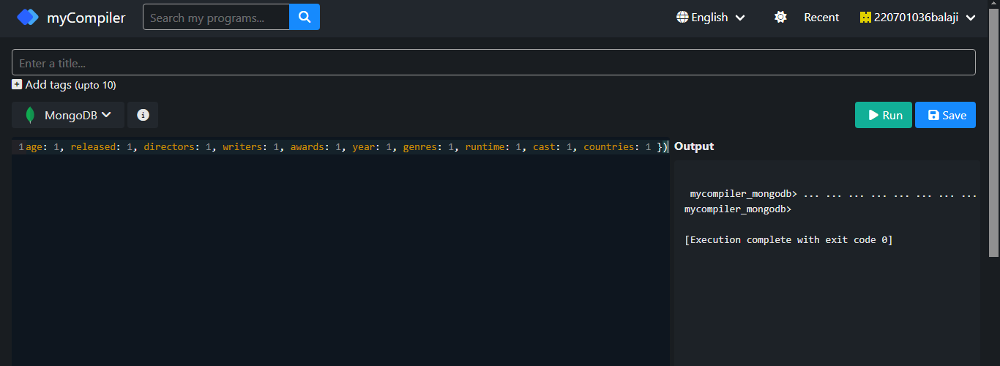 myCompiler
Search my programs...
English
Recent
220701036balaji
Enter a title...
Add tags (upto 10)
MongoDB
Run
Save
1age: 1, released: 1, directors: 1, writers: 1, awards: 1, year: 1, genres: 1, runtime: 1, cast: 1, countries: 1 })
Output
mycompiler_mongodb> ... ... ... ... ... ... ... ...
mycompiler_mongodb>
[Execution complete with exit code 0]